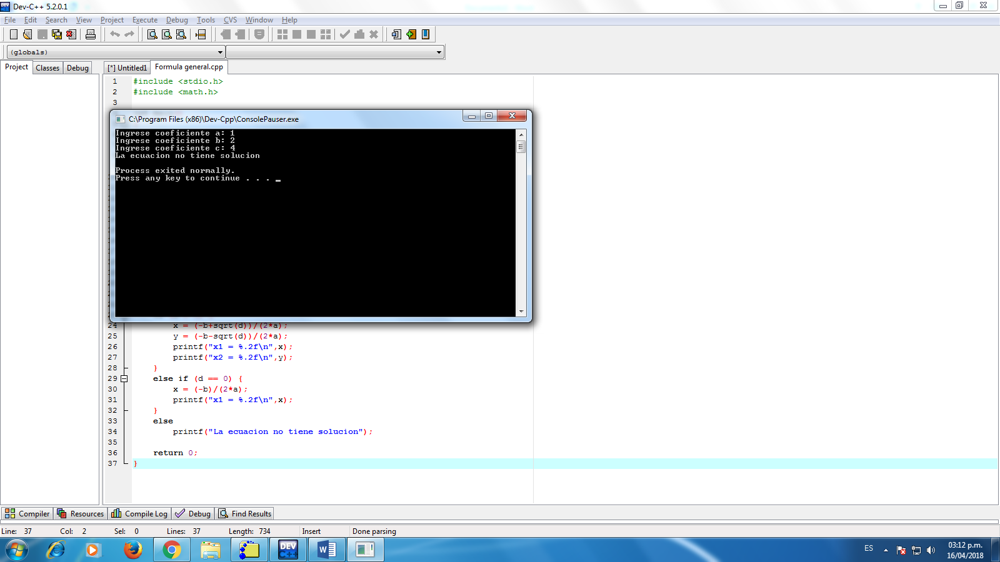 Dev-C++ 5.2.0.1
File Edit Search View Project Execute Debug Tools CVS Window Help
(globals)
Project Classes Debug [*] Untitled1 Formula general.cpp
1 #include <stdio.h>
2 #include <math.h>
3
C:\Program Files (x86)\Dev-Cpp\ConsolePauser.exe
Ingrese coeficiente a: 1
Ingrese coeficiente b: 2
Ingrese coeficiente c: 4
La ecuacion no tiene solucion
Process exited normally.
Press any key to continue . . . _
24 x = (-b+sqrt(d))/(2*a);
25 y = (-b-sqrt(d))/(2*a);
26 printf("x1 = %.2f\n",x);
27 printf("x2 = %.2f\n",y);
28 }
29 else if (d == 0) {
30 x = (-b)/(2*a);
31 printf("x1 = %.2f\n",x);
32 }
33 else
34 printf("La ecuacion no tiene solucion");
35
36 return 0;
37 }
Compiler Resources Compile Log Debug Find Results
Line: 37 Col: 2 Sel: 0 Lines: 37 Length: 734 Insert Done parsing
DEV C++ W ES 03:12 p.m.
16/04/2018